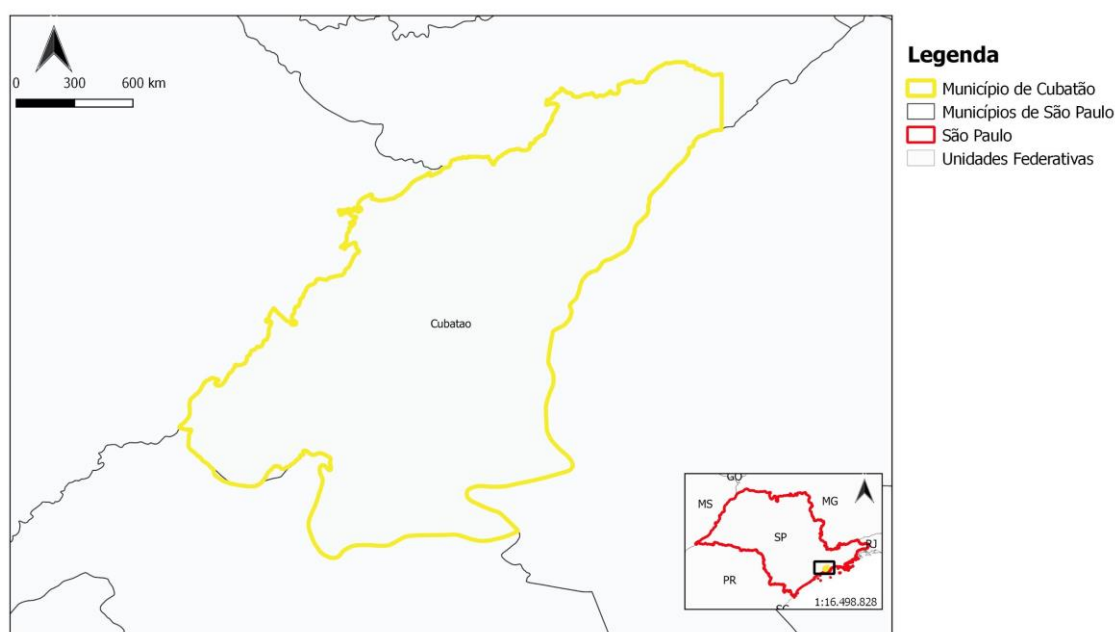 0 300 600 km
Cubatao
Legenda
Município de Cubatão
Municípios de São Paulo
São Paulo
Unidades Federativas
GO
MS
MG
SP
RJ
PR
SC
1:16.498.828